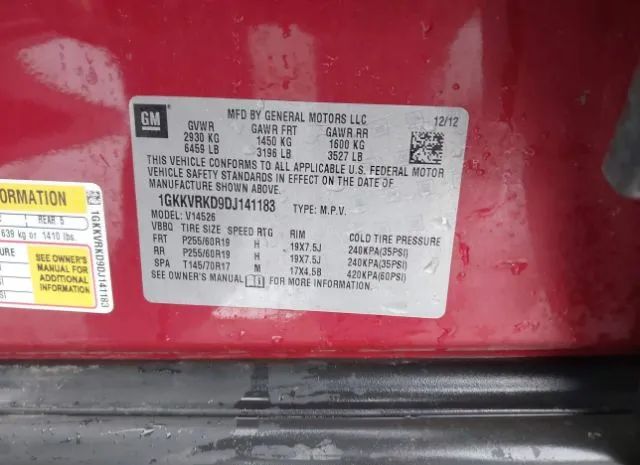 GM
MFD BY GENERAL MOTORS LLC
12/12
GVWR GAWR FRT GAWR RR
2930 KG 1450 KG 1600 KG
6459 LB 3196 LB 3527 LB
THIS VEHICLE CONFORMS TO ALL APPLICABLE U.S. FEDERAL MOTOR
VEHICLE SAFETY STANDARDS IN EFFECT ON THE DATE OF
MANUFACTURE SHOWN ABOVE.
1GKKVRKD9DJ141183 TYPE: M.P.V.
MODEL: V14526
VBBQ TIRE SIZE SPEED RTG RIM COLD TIRE PRESSURE
FRT P255/60R19 H 19X7.5J 240KPA(35PSI)
RR P255/60R19 H 19X7.5J 240KPA(35PSI)
SPA T145/70R17 M 17X4.5B 420KPA(60PSI)
SEE OWNER'S MANUAL FOR MORE INFORMATION.
FORMATION
2 REAR 5
639 kg or 1410 lbs.
SURE
SEE OWNER'S
MANUAL FOR
ADDITIONAL
INFORMATION
1GKKVRKD9DJ141183